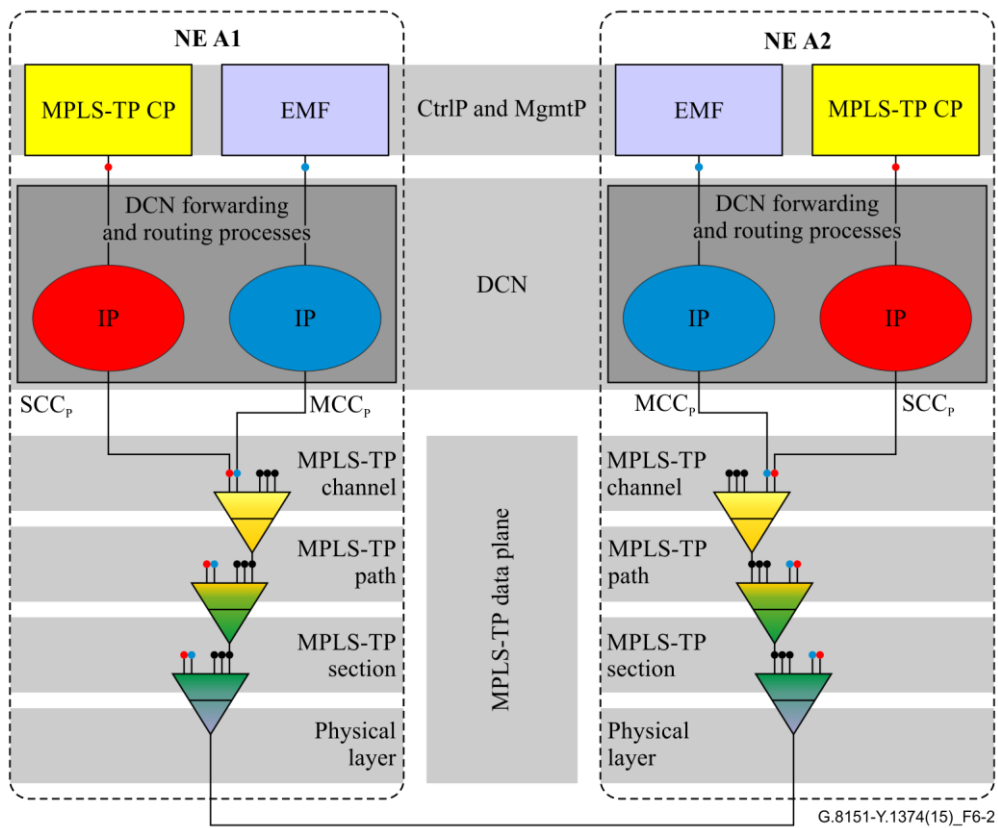 NE A1
NE A2
MPLS-TP CP
EMF
CtrlP and MgmtP
EMF
MPLS-TP CP
DCN forwarding
and routing processes
DCN forwarding
and routing processes
DCN
IP
IP
IP
IP
SCCP
MCCP
MCCP
SCCP
MPLS-TP
channel
MPLS-TP
channel
MPLS-TP
path
MPLS-TP
path
MPLS-TP data plane
MPLS-TP
section
MPLS-TP
section
Physical
layer
Physical
layer
G.8151-Y.1374(15)_F6-2